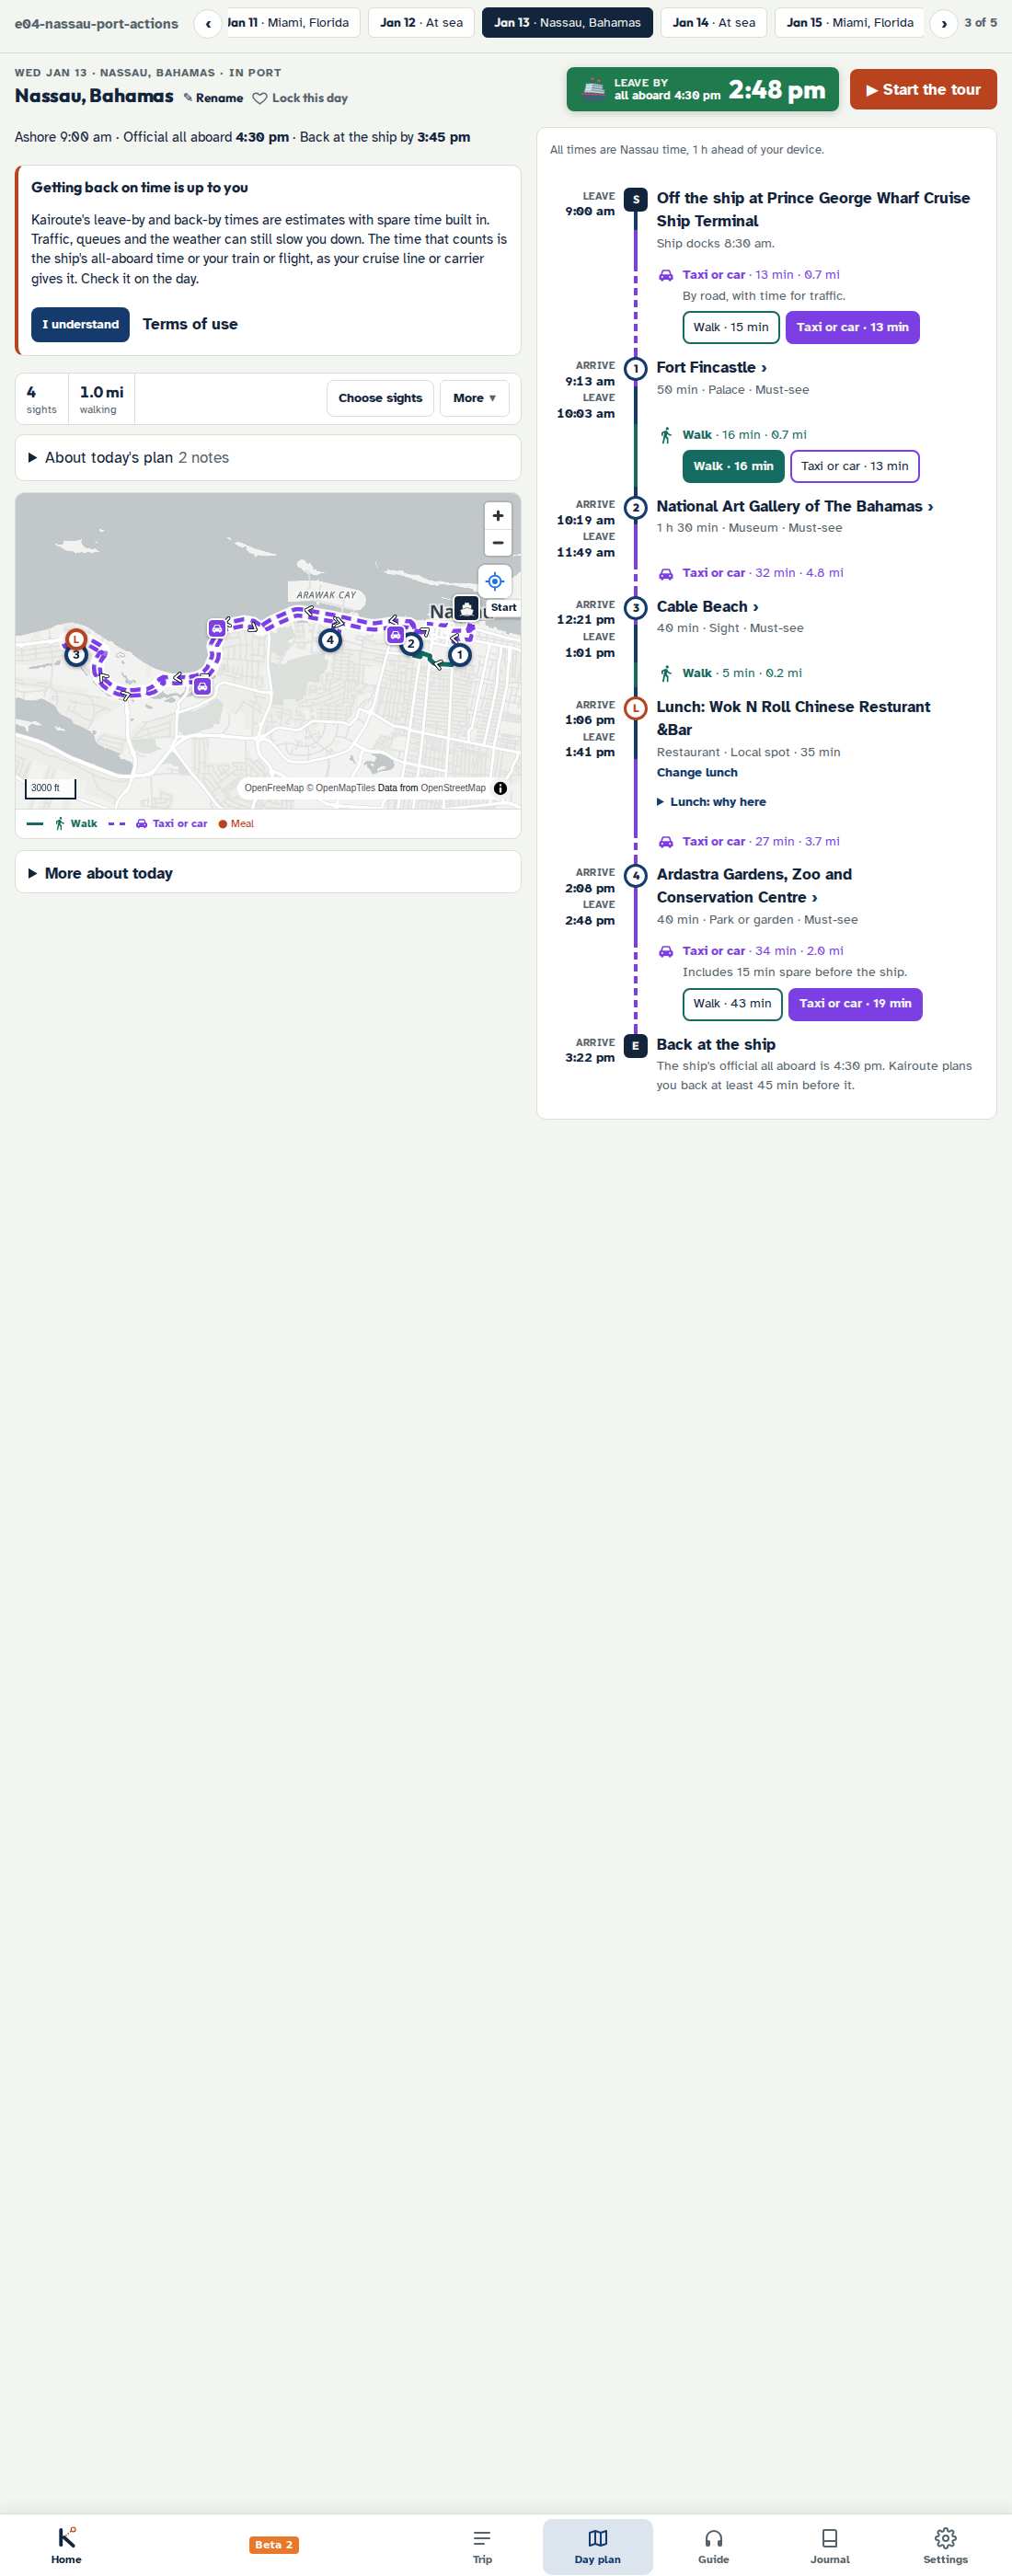 e04-nassau-port-actions
‹
Jan 11 · Miami, Florida
Jan 12 · At sea
Jan 13 · Nassau, Bahamas
Jan 14 · At sea
Jan 15 · Miami, Florida
›
3 of 5
WED JAN 13 · NASSAU, BAHAMAS · IN PORT
Nassau, Bahamas
✎ Rename
Lock this day
LEAVE BY
all aboard 4:30 pm
2:48 pm
▶ Start the tour
Ashore 9:00 am · Official all aboard 4:30 pm · Back at the ship by 3:45 pm
Getting back on time is up to you
Kairoute's leave-by and back-by times are estimates with spare time built in.
Traffic, queues and the weather can still slow you down. The time that counts is
the ship's all-aboard time or your train or flight, as your cruise line or carrier
gives it. Check it on the day.
I understand
Terms of use
4
sights
1.0 mi
walking
Choose sights
More ▼
▶ About today's plan 2 notes
+
−
ARAWAK CAY
Start
L
3
4
2
1
3000 ft
OpenFreeMap © OpenMapTiles Data from OpenStreetMap
Walk
Taxi or car
Meal
▶ More about today
All times are Nassau time, 1 h ahead of your device.
LEAVE
9:00 am
S
Off the ship at Prince George Wharf Cruise
Ship Terminal
Ship docks 8:30 am.
Taxi or car · 13 min · 0.7 mi
By road, with time for traffic.
Walk · 15 min
Taxi or car · 13 min
ARRIVE
9:13 am
LEAVE
10:03 am
1
Fort Fincastle ›
50 min · Palace · Must-see
Walk · 16 min · 0.7 mi
Walk · 16 min
Taxi or car · 13 min
ARRIVE
10:19 am
LEAVE
11:49 am
2
National Art Gallery of The Bahamas ›
1 h 30 min · Museum · Must-see
Taxi or car · 32 min · 4.8 mi
ARRIVE
12:21 pm
LEAVE
1:01 pm
3
Cable Beach ›
40 min · Sight · Must-see
Walk · 5 min · 0.2 mi
ARRIVE
1:06 pm
LEAVE
1:41 pm
L
Lunch: Wok N Roll Chinese Resturant
&Bar
Restaurant · Local spot · 35 min
Change lunch
▶ Lunch: why here
Taxi or car · 27 min · 3.7 mi
ARRIVE
2:08 pm
LEAVE
2:48 pm
4
Ardastra Gardens, Zoo and
Conservation Centre ›
40 min · Park or garden · Must-see
Taxi or car · 34 min · 2.0 mi
Includes 15 min spare before the ship.
Walk · 43 min
Taxi or car · 19 min
ARRIVE
3:22 pm
E
Back at the ship
The ship's official all aboard is 4:30 pm. Kairoute plans
you back at least 45 min before it.
Home
Beta 2
Trip
Day plan
Guide
Journal
Settings